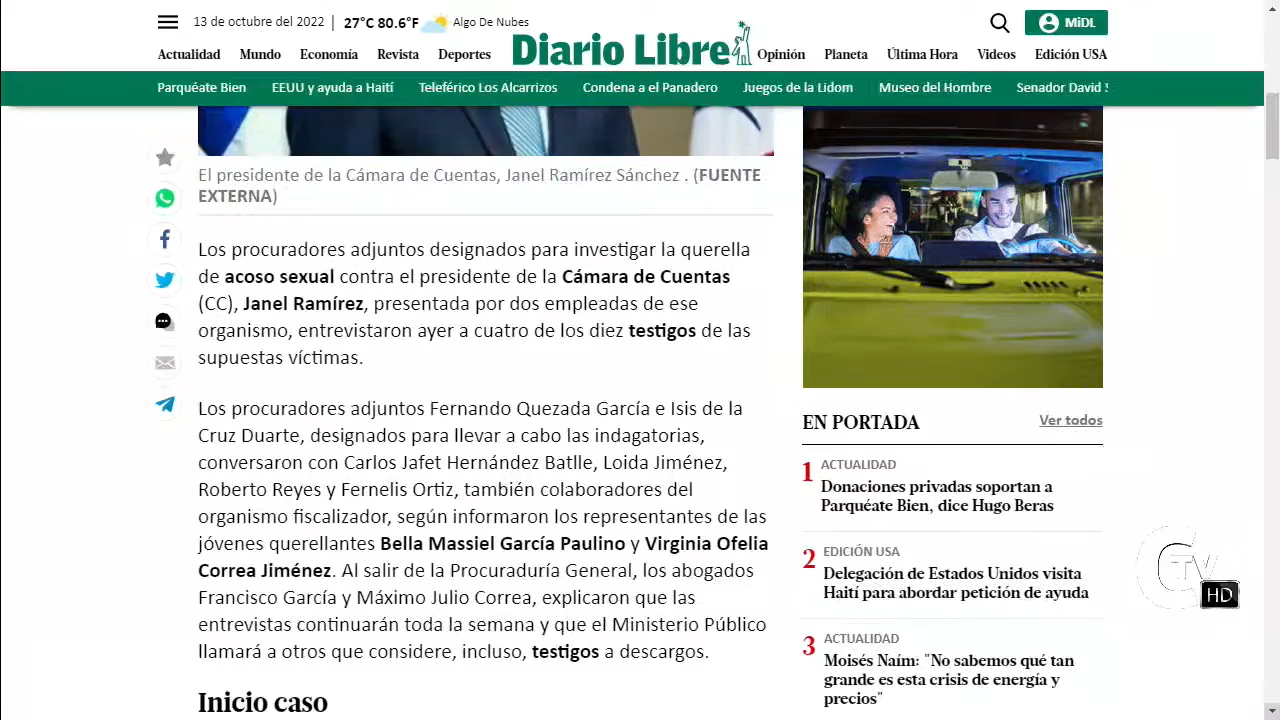 13 de octubre del 2022 | 27°C 80.6°F Algo De Nubes
MiDL
Actualidad Mundo Economía Revista Deportes Diario Libre Opinión Planeta Última Hora Videos Edición USA
Parquéate Bien EEUU y ayuda a Haití Teleférico Los Alcarrizos Condena a el Panadero Juegos de la Lidom Museo del Hombre Senador David
El presidente de la Cámara de Cuentas, Janel Ramírez Sánchez . (FUENTE
EXTERNA)
Los procuradores adjuntos designados para investigar la querella
de acoso sexual contra el presidente de la Cámara de Cuentas
(CC), Janel Ramírez, presentada por dos empleadas de ese
organismo, entrevistaron ayer a cuatro de los diez testigos de las
supuestas víctimas.
Los procuradores adjuntos Fernando Quezada García e Isis de la
Cruz Duarte, designados para llevar a cabo las indagatorias,
conversaron con Carlos Jafet Hernández Batlle, Loida Jiménez,
Roberto Reyes y Fernelis Ortiz, también colaboradores del
organismo fiscalizador, según informaron los representantes de las
jóvenes querellantes Bella Massiel García Paulino y Virginia Ofelia
Correa Jiménez. Al salir de la Procuraduría General, los abogados
Francisco García y Máximo Julio Correa, explicaron que las
entrevistas continuarán toda la semana y que el Ministerio Público
llamará a otros que considere, incluso, testigos a descargos.
Inicio caso
EN PORTADA Ver todos
1 ACTUALIDAD
Donaciones privadas soportan a
Parquéate Bien, dice Hugo Beras
2 EDICIÓN USA
Delegación de Estados Unidos visita
Haití para abordar petición de ayuda
3 ACTUALIDAD
Moisés Naím: "No sabemos qué tan
grande es esta crisis de energía y
precios"
CTV
HD